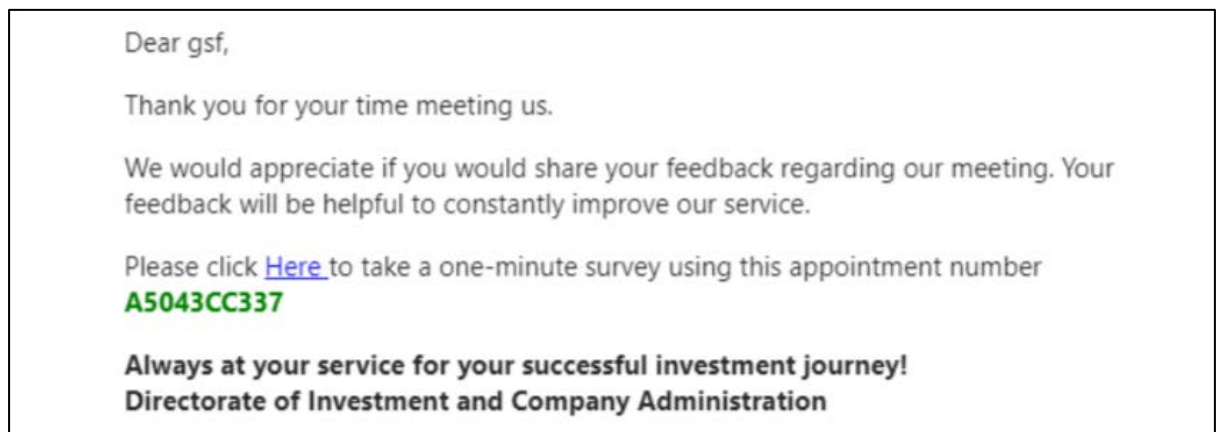 Dear gsf,
Thank you for your time meeting us.
We would appreciate if you would share your feedback regarding our meeting. Your
feedback will be helpful to constantly improve our service.
Please click Here to take a one-minute survey using this appointment number
A5043CC337
Always at your service for your successful investment journey!
Directorate of Investment and Company Administration